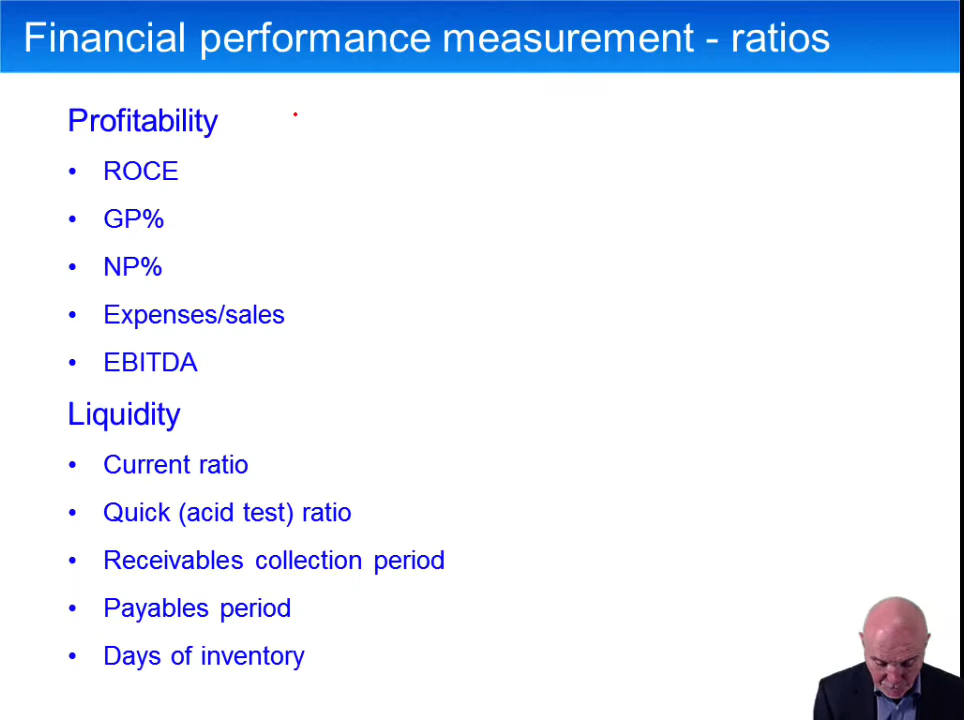 Financial performance measurement - ratios
Profitability
• ROCE
• GP%
• NP%
• Expenses/sales
• EBITDA
Liquidity
• Current ratio
• Quick (acid test) ratio
• Receivables collection period
• Payables period
• Days of inventory